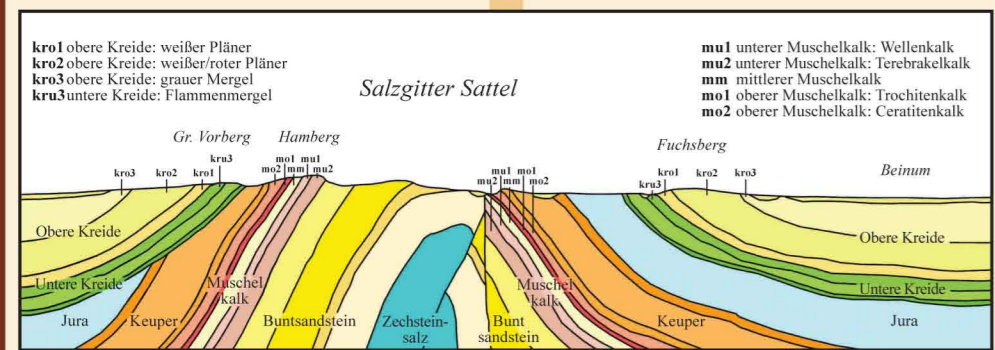 kro1 obere Kreide: weißer Pläner
kro2 obere Kreide: weißer/roter Pläner
kro3 obere Kreide: grauer Mergel
kru3 untere Kreide: Flammenmergel
mu1 unterer Muschelkalk: Wellenkalk
mu2 unterer Muschelkalk: Terebrakelkalk
mm mittlerer Muschelkalk
mo1 oberer Muschelkalk: Trochitenkalk
mo2 oberer Muschelkalk: Ceratitenkalk
Salzgitter Sattel
Gr. Vorberg
Hamberg
Fuchsberg
Beinum
kro3
kro2
kro1
kru3
mo2
mo1
mm
mu1
mu2
mu2
mu1
mm
mo1
mo2
kru3
kro1
kro2
kro3
Obere Kreide
Untere Kreide
Jura
Keuper
Muschel
kalk
Buntsandstein
Zechstein-
salz
Bunt
sandstein
Muschel
kalk
Keuper
Obere Kreide
Untere Kreide
Jura